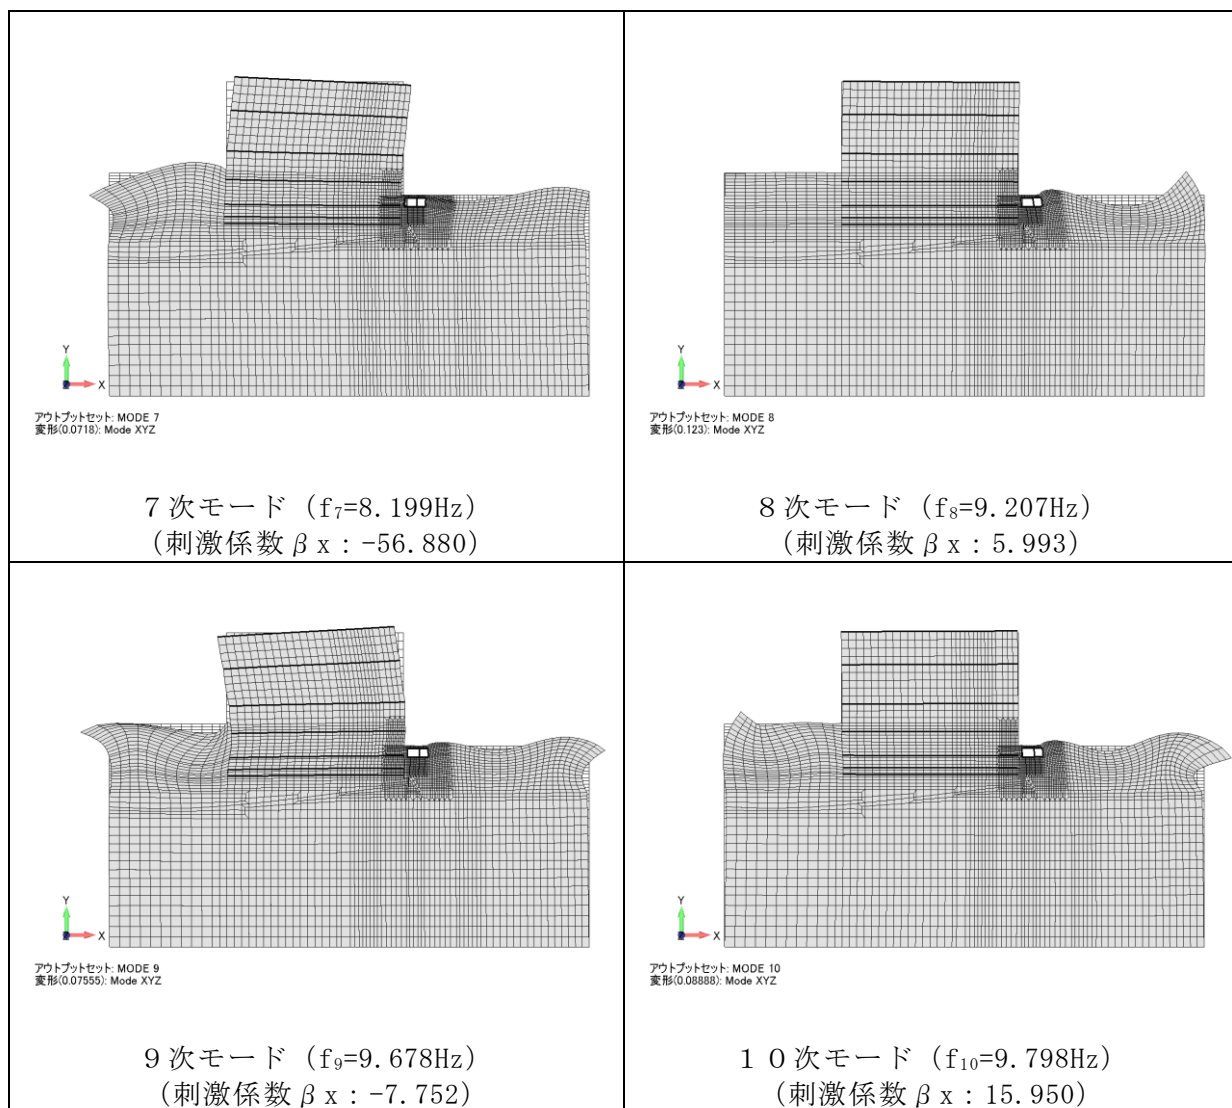 Y
Z
X
アウトプットセット: MODE 7
変形(0.0718): Mode XYZ
7次モード（f₇=8.199Hz）
（刺激係数βx：-56.880）
Y
Z
X
アウトプットセット: MODE 8
変形(0.123): Mode XYZ
8次モード（f₈=9.207Hz）
（刺激係数βx：5.993）
Y
Z
X
アウトプットセット: MODE 9
変形(0.07555): Mode XYZ
9次モード（f₉=9.678Hz）
（刺激係数βx：-7.752）
Y
Z
X
アウトプットセット: MODE 10
変形(0.08888): Mode XYZ
１０次モード（f₁₀=9.798Hz）
（刺激係数βx：15.950）